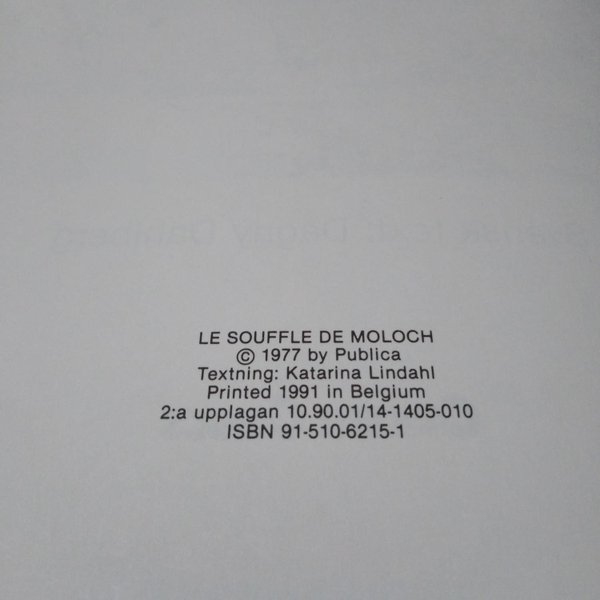 LE SOUFFLE DE MOLOCH
© 1977 by Publica
Textning: Katarina Lindahl
Printed 1991 in Belgium
2:a upplagan 10.90.01/14-1405-010
ISBN 91-510-6215-1